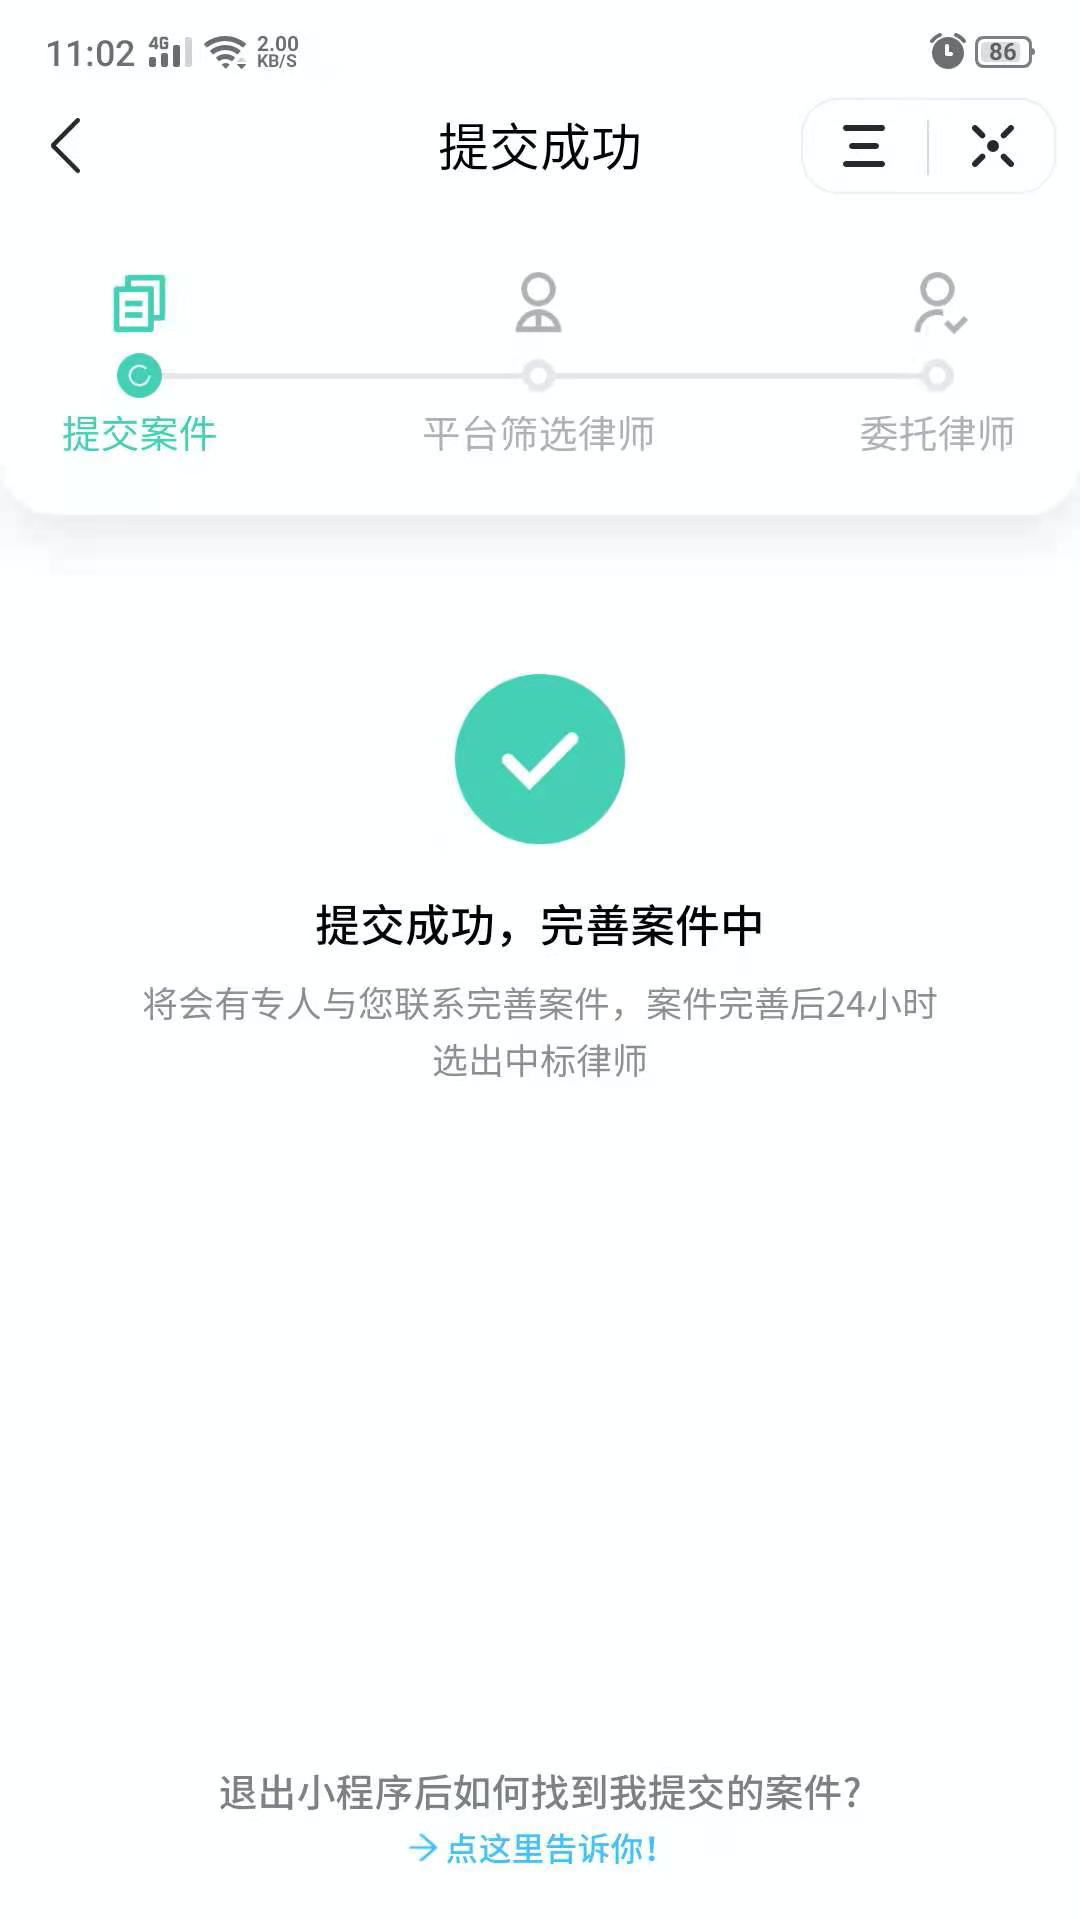 11:02 4G 2.00 KB/S 86
提交成功
提交案件 平台筛选律师 委托律师
提交成功，完善案件中
将会有专人与您联系完善案件，案件完善后24小时
选出中标律师
退出小程序后如何找到我提交的案件?
→点这里告诉你！